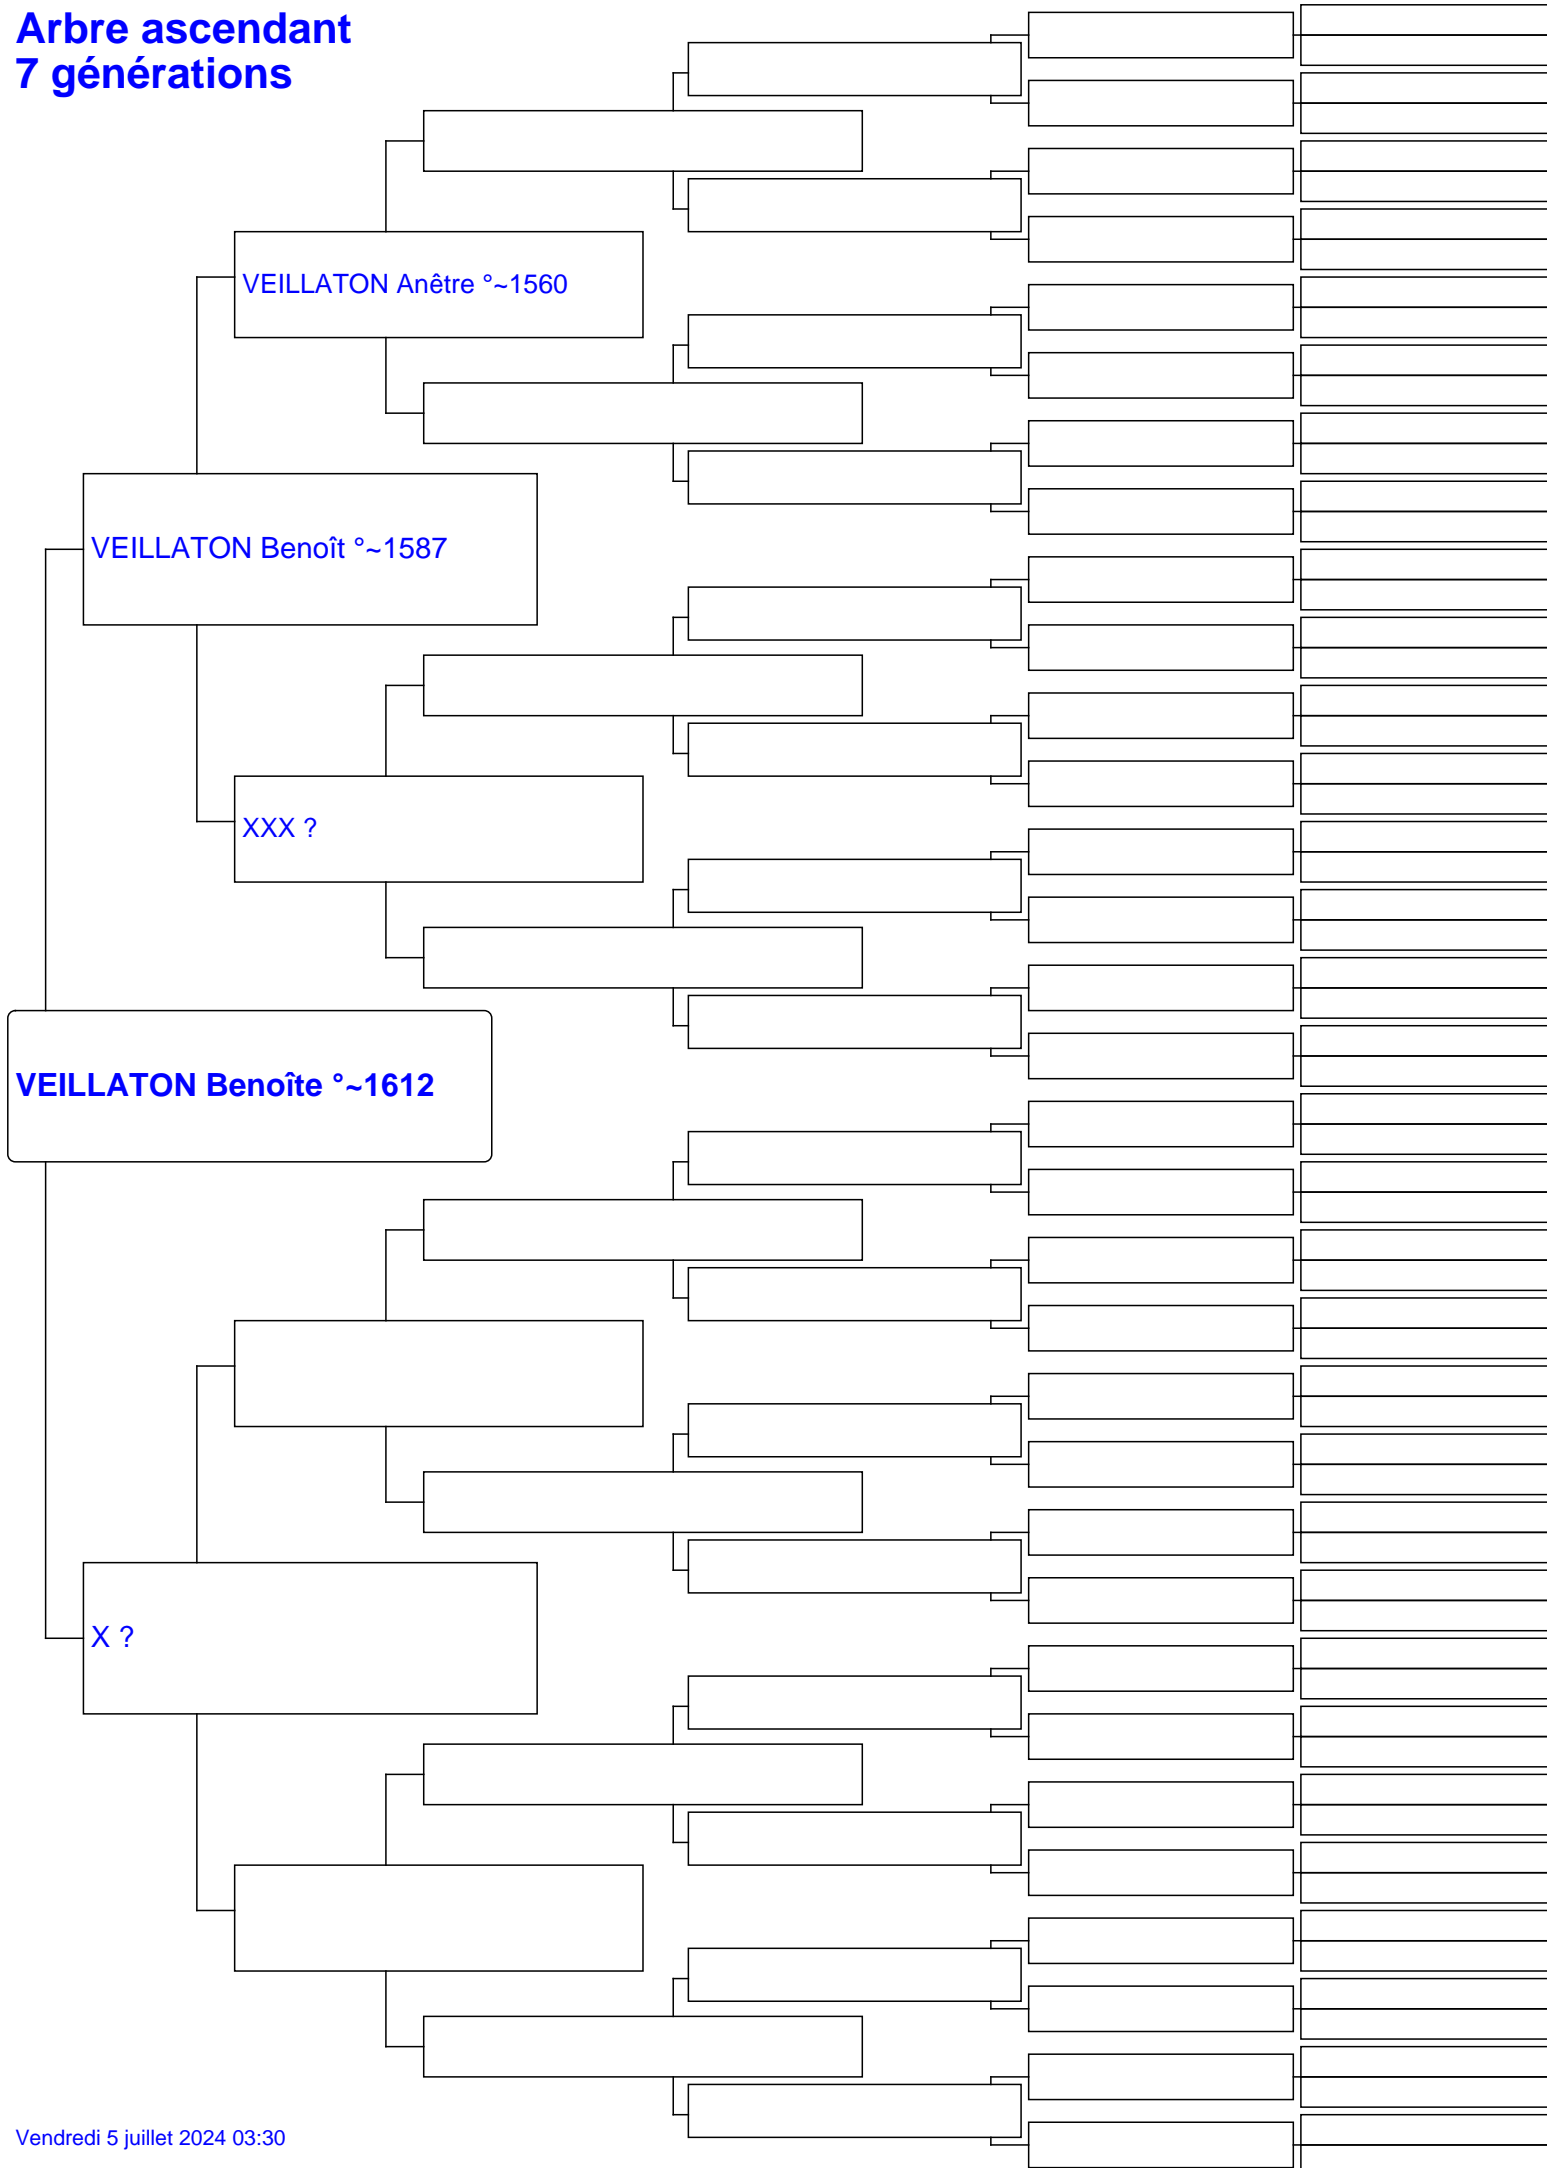 Arbre ascendant
7 générations
VEILLATON Anêtre °~1560
VEILLATON Benoît °~1587
XXX ?
VEILLATON Benoîte °~1612
X ?
Vendredi 5 juillet 2024 03:30